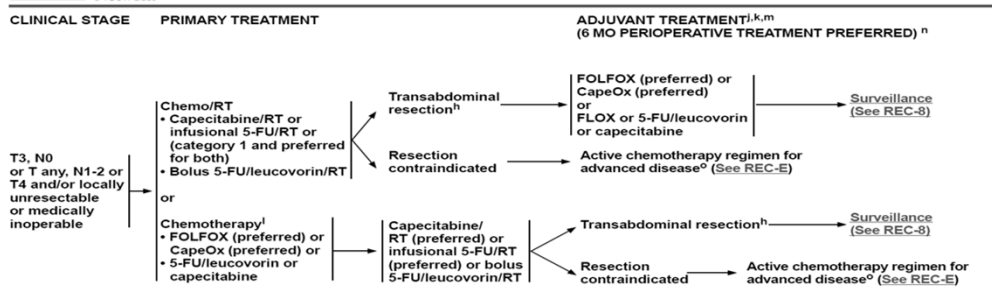 CLINICAL STAGE
PRIMARY TREATMENT
ADJUVANT TREATMENTj,k,m
(6 MO PERIOPERATIVE TREATMENT PREFERRED) n
T3, N0
or T any, N1-2 or
T4 and/or locally
unresectable
or medically
inoperable
Chemo/RT
• Capecitabine/RT or
infusional 5-FU/RT or
(category 1 and preferred
for both)
• Bolus 5-FU/leucovorin/RT
or
Chemotherapyl
• FOLFOX (preferred) or
CapeOx (preferred) or
• 5-FU/leucovorin or
capecitabine
Transabdominal
resectionh
FOLFOX (preferred) or
CapeOx (preferred)
or
FLOX or 5-FU/leucovorin
or capecitabine
Surveillance
(See REC-8)
Resection
contraindicated
Active chemotherapy regimen for
advanced diseaseo (See REC-E)
Capecitabine/
RT (preferred) or
infusional 5-FU/RT
(preferred) or bolus
5-FU/leucovorin/RT
Transabdominal resectionh
Surveillance
(See REC-8)
Resection
contraindicated
Active chemotherapy regimen for
advanced diseaseo (See REC-E)